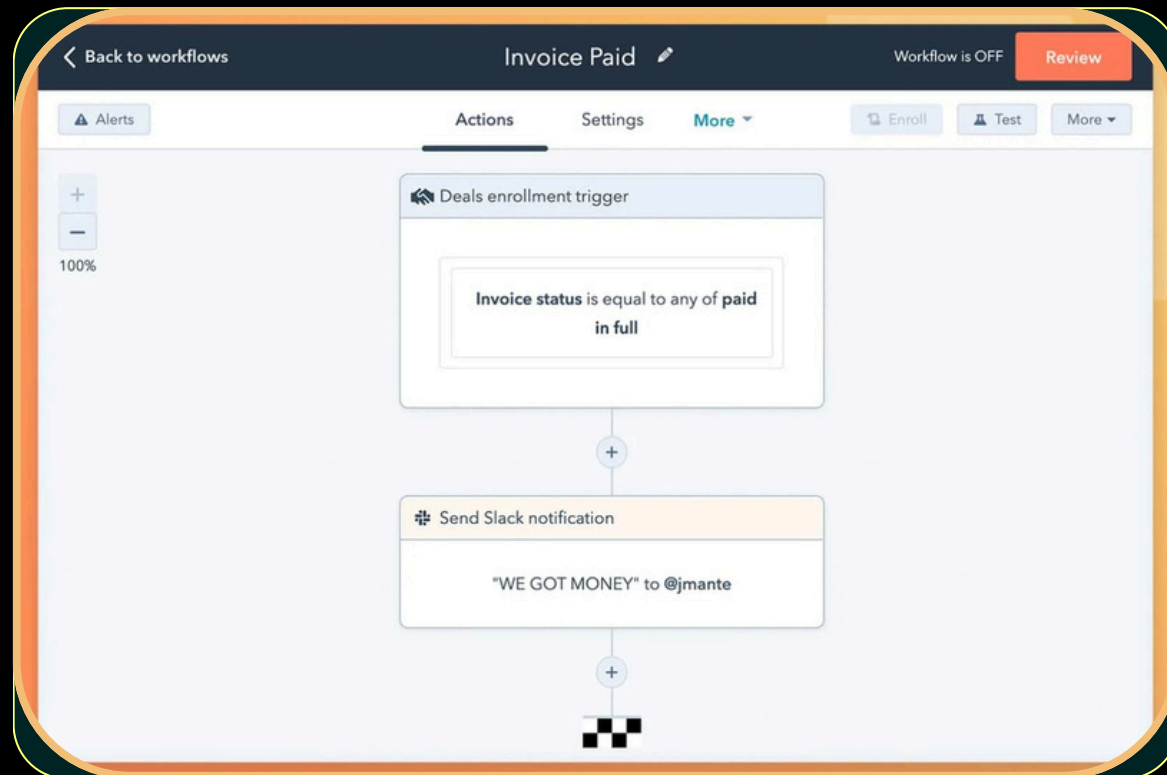 Back to workflows
Invoice Paid
Workflow is OFF
Review
Alerts
Actions
Settings
More
Enroll
Test
More
+
−
100%
Deals enrollment trigger
Invoice status is equal to any of paid
in full
+
Send Slack notification
"WE GOT MONEY" to @jmante
+